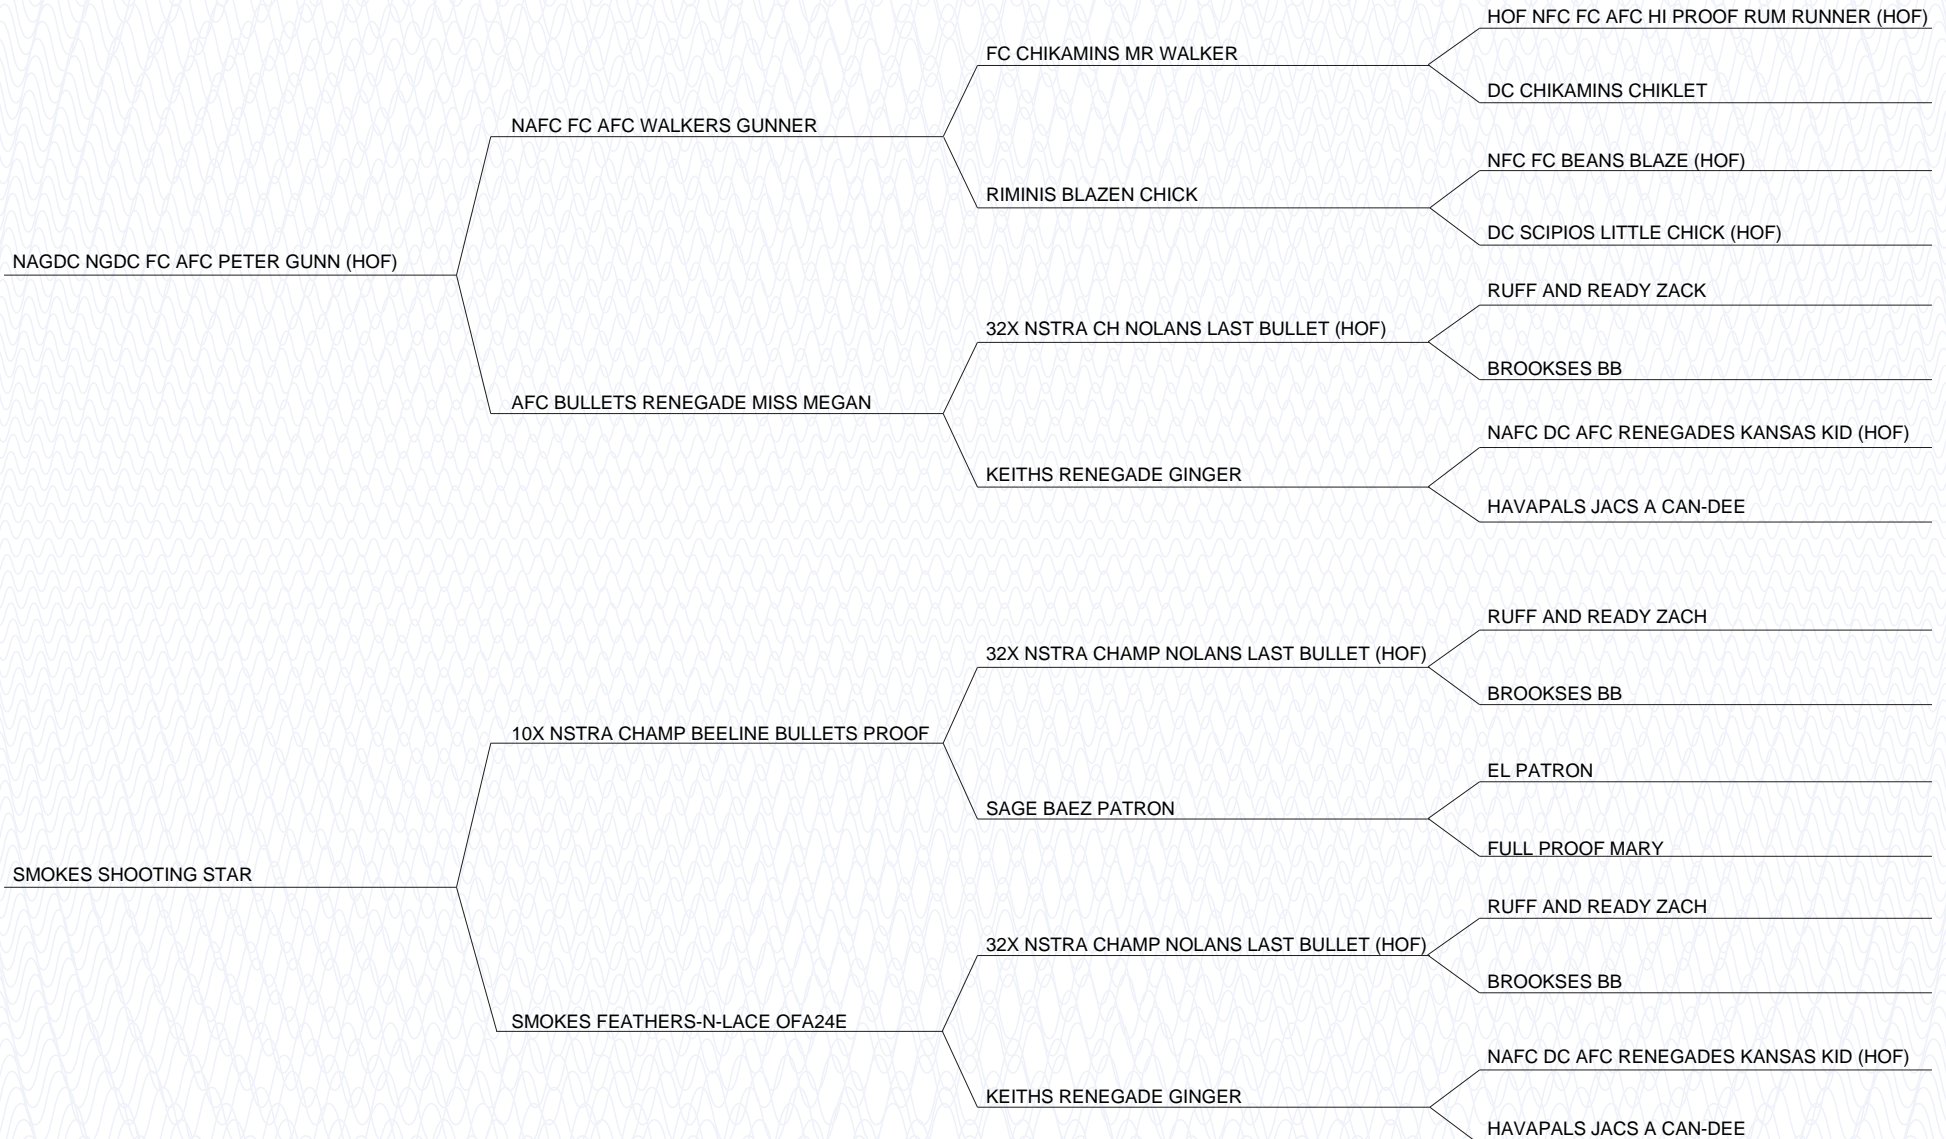 HOF NFC FC AFC HI PROOF RUM RUNNER (HOF)
FC CHIKAMINS MR WALKER
DC CHIKAMINS CHIKLET
NAFC FC AFC WALKERS GUNNER
NFC FC BEANS BLAZE (HOF)
RIMINIS BLAZEN CHICK
DC SCIPIOS LITTLE CHICK (HOF)
NAGDC NGDC FC AFC PETER GUNN (HOF)
RUFF AND READY ZACK
32X NSTRA CH NOLANS LAST BULLET (HOF)
BROOKSES BB
AFC BULLETS RENEGADE MISS MEGAN
NAFC DC AFC RENEGADES KANSAS KID (HOF)
KEITHS RENEGADE GINGER
HAVAPALS JACS A CAN-DEE
RUFF AND READY ZACH
32X NSTRA CHAMP NOLANS LAST BULLET (HOF)
BROOKSES BB
10X NSTRA CHAMP BEELINE BULLETS PROOF
EL PATRON
SAGE BAEZ PATRON
FULL PROOF MARY
SMOKES SHOOTING STAR
RUFF AND READY ZACH
32X NSTRA CHAMP NOLANS LAST BULLET (HOF)
BROOKSES BB
SMOKES FEATHERS-N-LACE OFA24E
NAFC DC AFC RENEGADES KANSAS KID (HOF)
KEITHS RENEGADE GINGER
HAVAPALS JACS A CAN-DEE